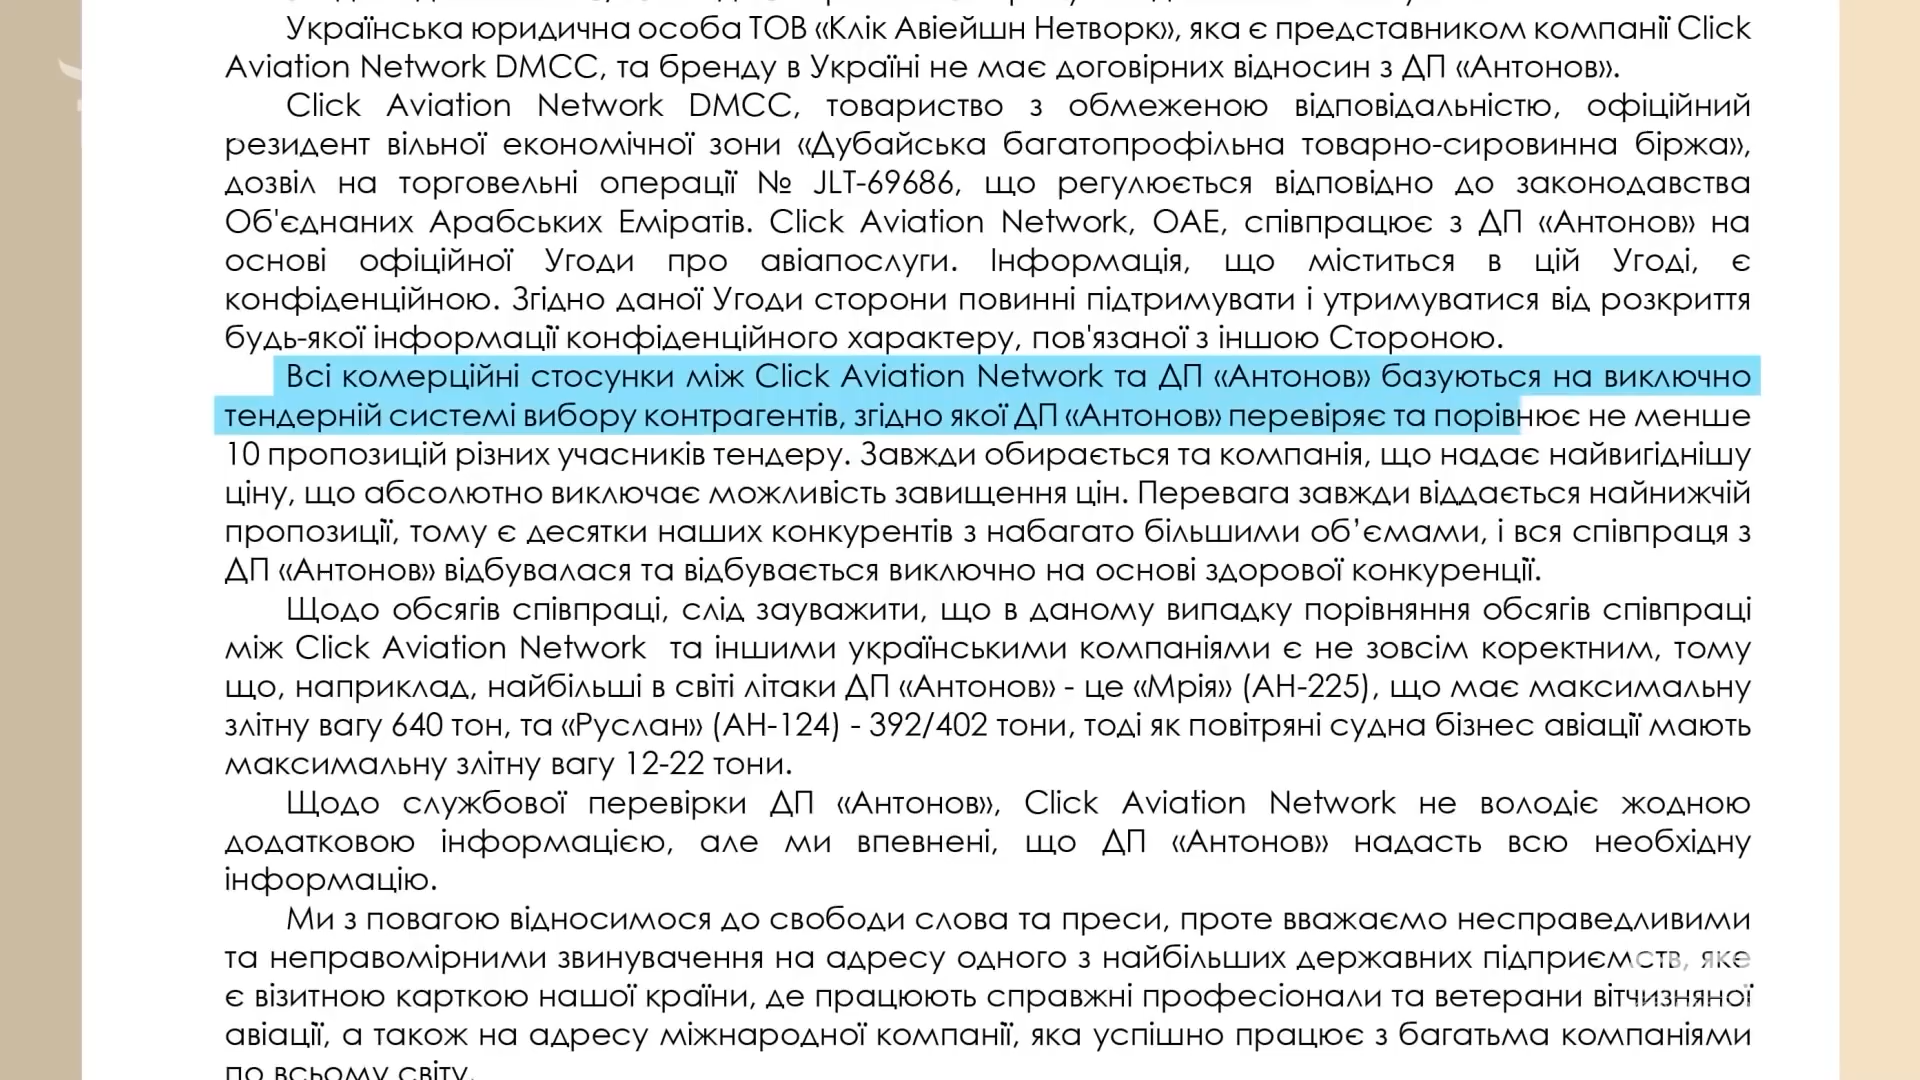 Українська юридична особа ТОВ «Клік Авіейшн Нетворк», яка є представником компанії Click
Aviation Network DMCC, та бренду в Україні не має договірних відносин з ДП «Антонов».
Click Aviation Network DMCC, товариство з обмеженою відповідальністю, офіційний
резидент вільної економічної зони «Дубайська багатопрофільна товарно-сировинна біржа»,
дозвіл на торговельні операції № JLT-69686, що регулюється відповідно до законодавства
Об'єднаних Арабських Еміратів. Click Aviation Network, ОАЕ, співпрацює з ДП «Антонов» на
основі офіційної Угоди про авіапослуги. Інформація, що міститься в цій Угоді, є
конфіденційною. Згідно даної Угоди сторони повинні підтримувати і утримуватися від розкриття
будь-якої інформації конфіденційного характеру, пов'язаної з іншою Стороною.
Всі комерційні стосунки між Click Aviation Network та ДП «Антонов» базуються на виключно
тендерній системі вибору контрагентів, згідно якої ДП «Антонов» перевіряє та порівнює не менше
10 пропозицій різних учасників тендеру. Завжди обирається та компанія, що надає найвигіднішу
ціну, що абсолютно виключає можливість завищення цін. Перевага завжди віддається найнижчій
пропозиції, тому є десятки наших конкурентів з набагато більшими об’ємами, і вся співпраця з
ДП «Антонов» відбувалася та відбувається виключно на основі здорової конкуренції.
Щодо обсягів співпраці, слід зауважити, що в даному випадку порівняння обсягів співпраці
між Click Aviation Network та іншими українськими компаніями є не зовсім коректним, тому
що, наприклад, найбільші в світі літаки ДП «Антонов» - це «Мрія» (АН-225), що має максимальну
злітну вагу 640 тон, та «Руслан» (АН-124) - 392/402 тони, тоді як повітряні судна бізнес авіації мають
максимальну злітну вагу 12-22 тони.
Щодо службової перевірки ДП «Антонов», Click Aviation Network не володіє жодною
додатковою інформацією, але ми впевнені, що ДП «Антонов» надасть всю необхідну
інформацію.
Ми з повагою відносимося до свободи слова та преси, проте вважаємо несправедливими
та неправомірними звинувачення на адресу одного з найбільших державних підприємств, яке
є візитною карткою нашої країни, де працюють справжні професіонали та ветерани вітчизняної
авіації, а також на адресу міжнародної компанії, яка успішно працює з багатьма компаніями
по всьому світу.